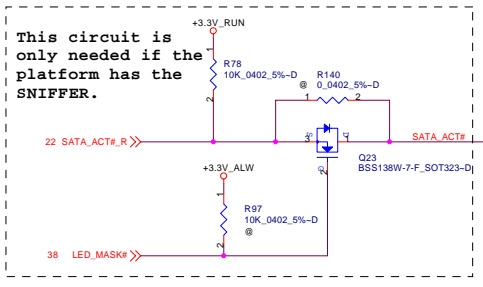 This circuit is
only needed if the
platform has the
SNIFFER.
+3.3V_RUN
1
R78
10K_0402_5%~D
2
R140
0_0402_5%~D
@
1
2
22 SATA_ACT#_R
3
1
SATA_ACT#
Q23
BSS138W-7-F_SOT323~D
2
+3.3V_ALW
1
R97
10K_0402_5%~D
@
2
38 LED_MASK#